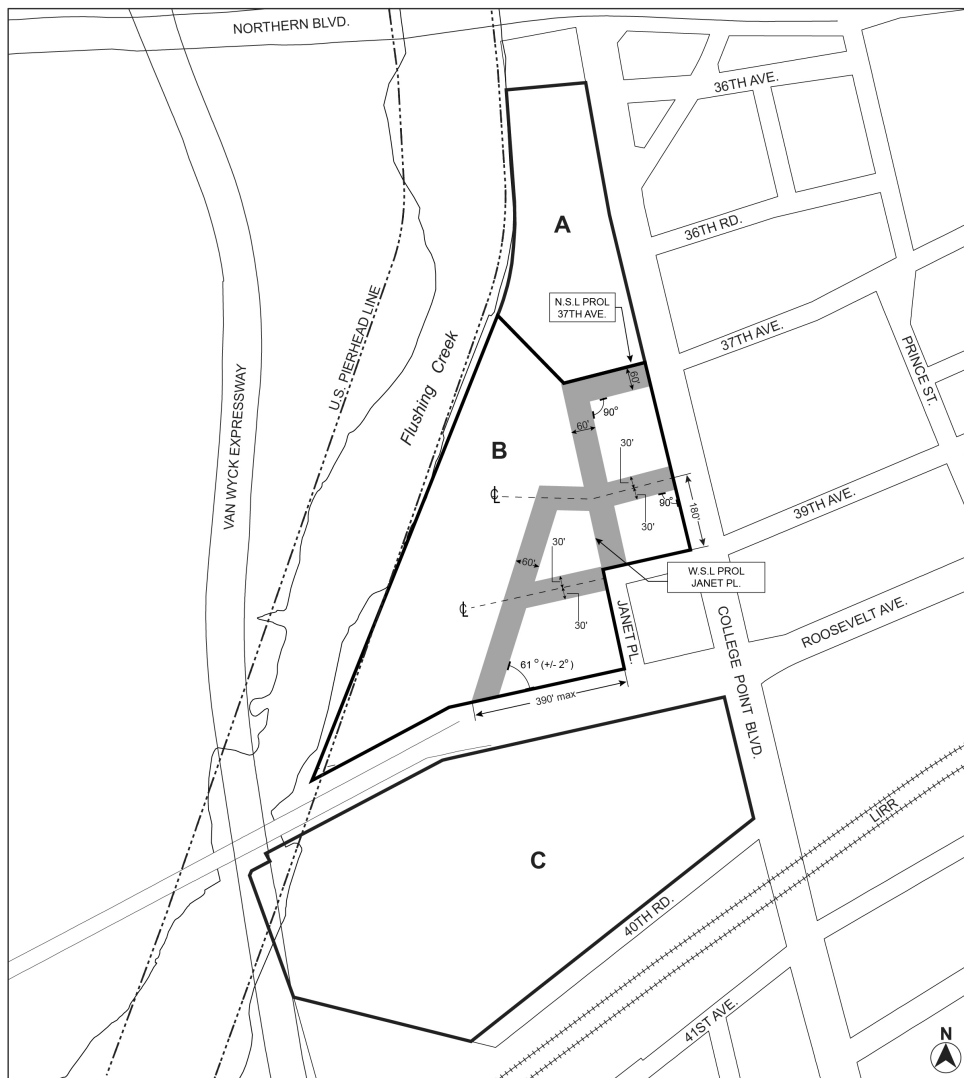 NORTHERN BLVD.
36TH AVE.
A
36TH RD.
N.S.L PROL
37TH AVE.
U.S. PIERHEAD LINE
Flushing Creek
37TH AVE.
PRINCE ST.
60'
90°
VAN WYCK EXPRESSWAY
60'
B
30'
℄
90°
180'
39TH AVE.
30'
30'
60'
W.S.L PROL
JANET PL.
℄
30'
JANET PL.
COLLEGE POINT BLVD.
ROOSEVELT AVE.
61° (+/- 2°)
390' max
LIRR
C
40TH RD.
41ST AVE.
N